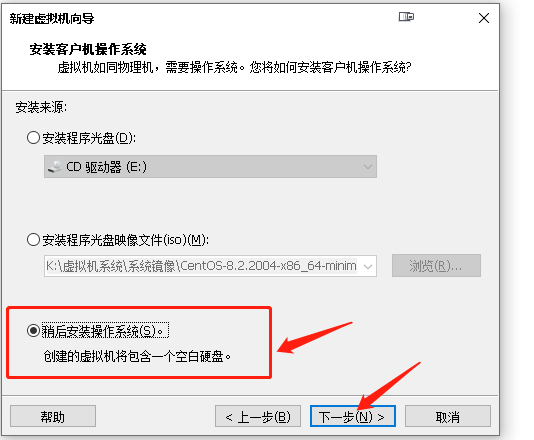 新建虚拟机向导
安装客户机操作系统
虚拟机如同物理机，需要操作系统。您将如何安装客户机操作系统?
安装来源:
安装程序光盘(D):
CD 驱动器 (E:)
安装程序光盘映像文件(iso)(M):
K:\虚拟机系统\系统镜像\CentOS-8.2.2004-x86_64-minim
浏览(R)...
稍后安装操作系统(S)。
创建的虚拟机将包含一个空白硬盘。
帮助
< 上一步(B)
下一步(N) >
取消